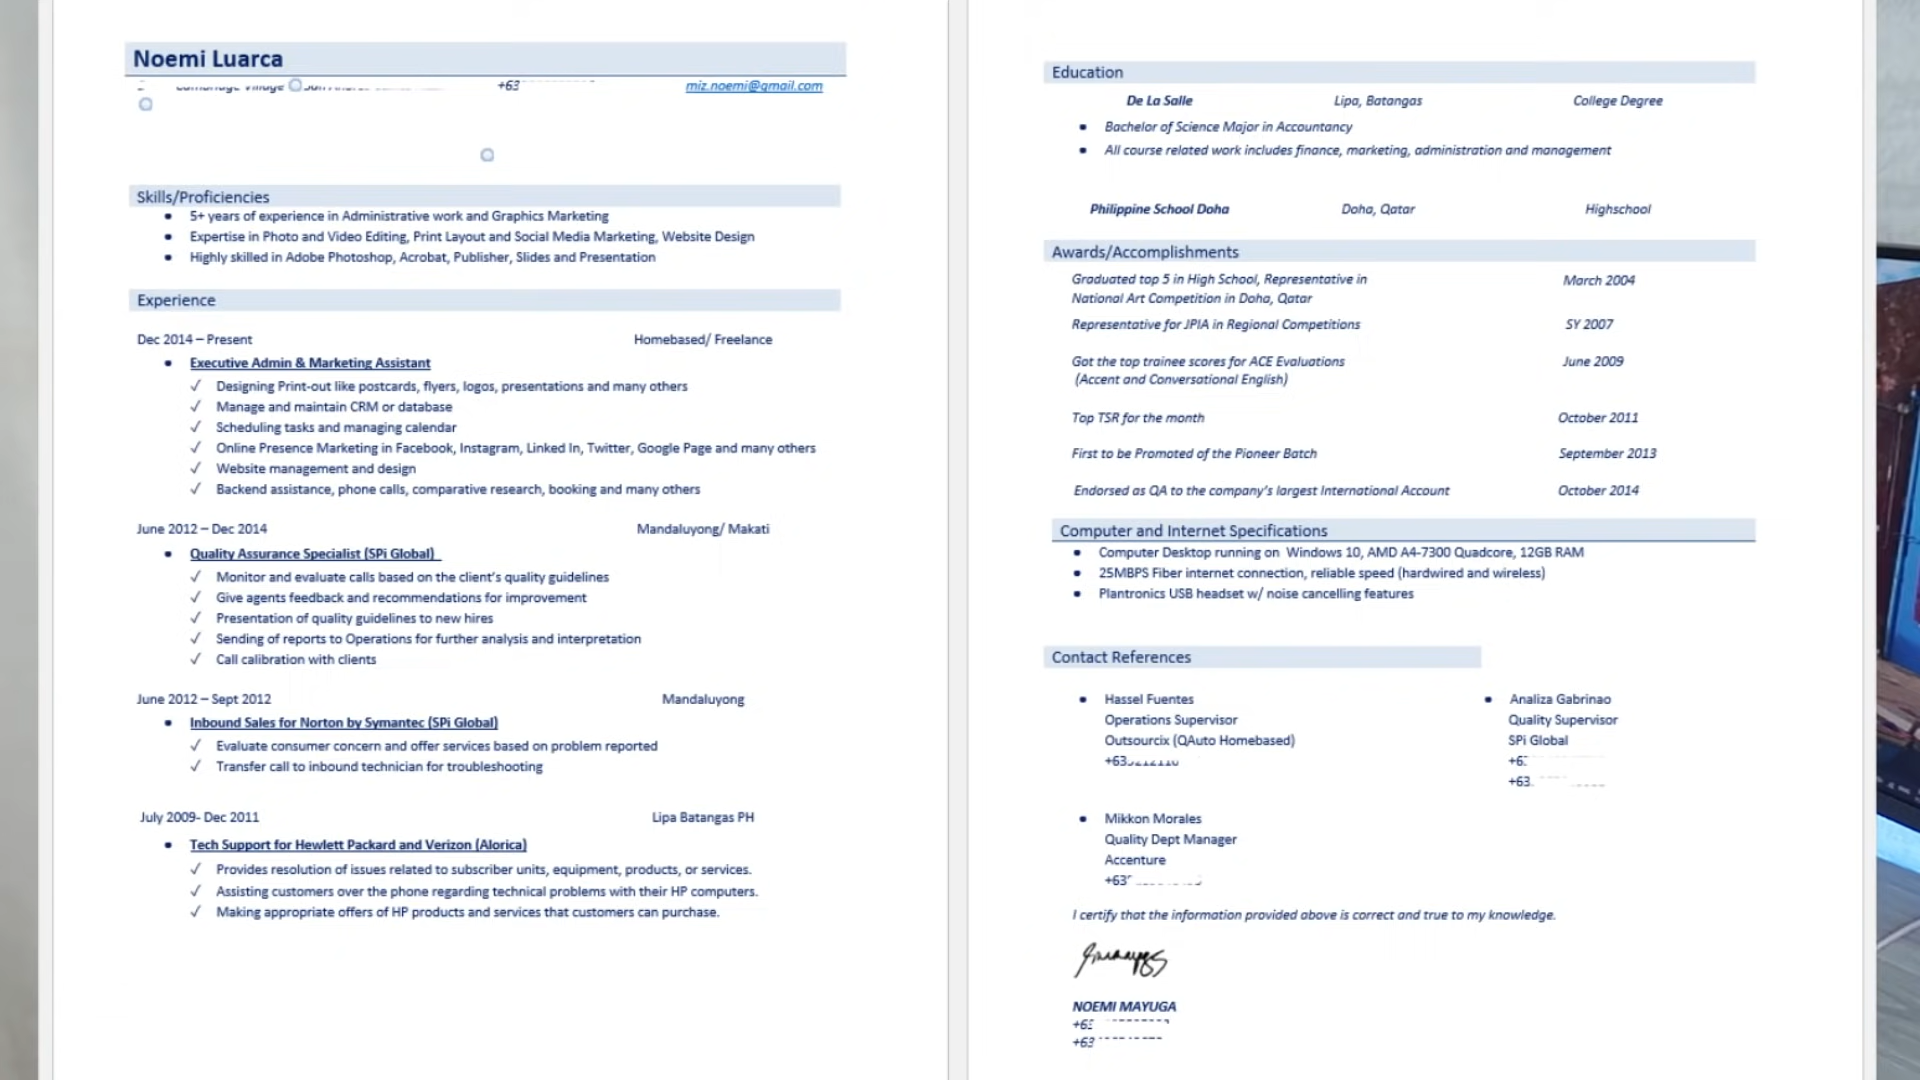 Noemi Luarca
+63 miz.noemi@gmail.com
Skills/Proficiencies
5+ years of experience in Administrative work and Graphics Marketing
Expertise in Photo and Video Editing, Print Layout and Social Media Marketing, Website Design
Highly skilled in Adobe Photoshop, Acrobat, Publisher, Slides and Presentation
Experience
Dec 2014 – Present Homebased/ Freelance
Executive Admin & Marketing Assistant
Designing Print-out like postcards, flyers, logos, presentations and many others
Manage and maintain CRM or database
Scheduling tasks and managing calendar
Online Presence Marketing in Facebook, Instagram, Linked In, Twitter, Google Page and many others
Website management and design
Backend assistance, phone calls, comparative research, booking and many others
June 2012 – Dec 2014 Mandaluyong/ Makati
Quality Assurance Specialist (SPi Global)
Monitor and evaluate calls based on the client's quality guidelines
Give agents feedback and recommendations for improvement
Presentation of quality guidelines to new hires
Sending of reports to Operations for further analysis and interpretation
Call calibration with clients
June 2012 – Sept 2012 Mandaluyong
Inbound Sales for Norton by Symantec (SPi Global)
Evaluate consumer concern and offer services based on problem reported
Transfer call to inbound technician for troubleshooting
July 2009- Dec 2011 Lipa Batangas PH
Tech Support for Hewlett Packard and Verizon (Alorica)
Provides resolution of issues related to subscriber units, equipment, products, or services.
Assisting customers over the phone regarding technical problems with their HP computers.
Making appropriate offers of HP products and services that customers can purchase.
Education
De La Salle Lipa, Batangas College Degree
Bachelor of Science Major in Accountancy
All course related work includes finance, marketing, administration and management
Philippine School Doha Doha, Qatar Highschool
Awards/Accomplishments
Graduated top 5 in High School, Representative in March 2004
National Art Competition in Doha, Qatar
Representative for JPIA in Regional Competitions SY 2007
Got the top trainee scores for ACE Evaluations June 2009
(Accent and Conversational English)
Top TSR for the month October 2011
First to be Promoted of the Pioneer Batch September 2013
Endorsed as QA to the company's largest International Account October 2014
Computer and Internet Specifications
Computer Desktop running on Windows 10, AMD A4-7300 Quadcore, 12GB RAM
25MBPS Fiber internet connection, reliable speed (hardwired and wireless)
Plantronics USB headset w/ noise cancelling features
Contact References
Hassel Fuentes
Operations Supervisor
Outsourcix (QAuto Homebased)
+63
Analiza Gabrinao
Quality Supervisor
SPi Global
+63
Mikkon Morales
Quality Dept Manager
Accenture
+63
I certify that the information provided above is correct and true to my knowledge.
NOEMI MAYUGA
+63